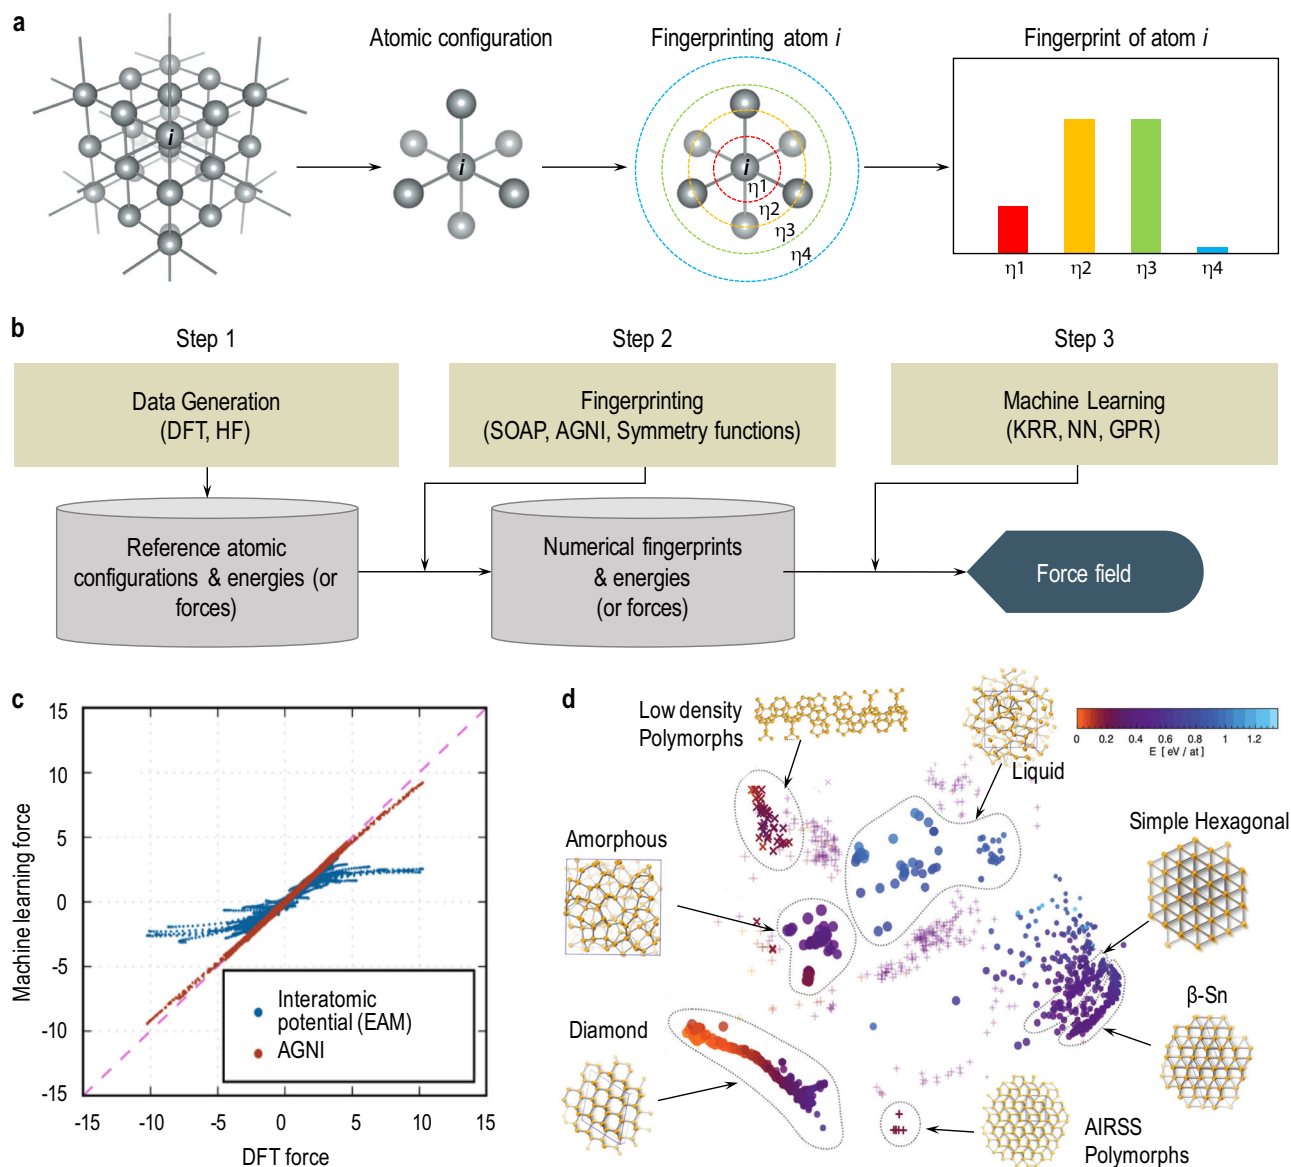 a
Atomic configuration
Fingerprinting atom i
Fingerprint of atom i
i
i
i
η1
η2
η3
η4
η1
η2
η3
η4
b
Step 1
Step 2
Step 3
Data Generation
(DFT, HF)
Fingerprinting
(SOAP, AGNI, Symmetry functions)
Machine Learning
(KRR, NN, GPR)
Reference atomic
configurations & energies (or
forces)
Numerical fingerprints
& energies
(or forces)
Force field
c
15
10
5
0
-5
-10
-15
Machine learning force
Interatomic
potential (EAM)
AGNI
-15
-10
-5
0
5
10
15
DFT force
d
Low density
Polymorphs
Liquid
0
0.2
0.4
0.6
0.8
1
1.2
E [ eV / at]
Amorphous
Simple Hexagonal
Diamond
β-Sn
AIRSS
Polymorphs